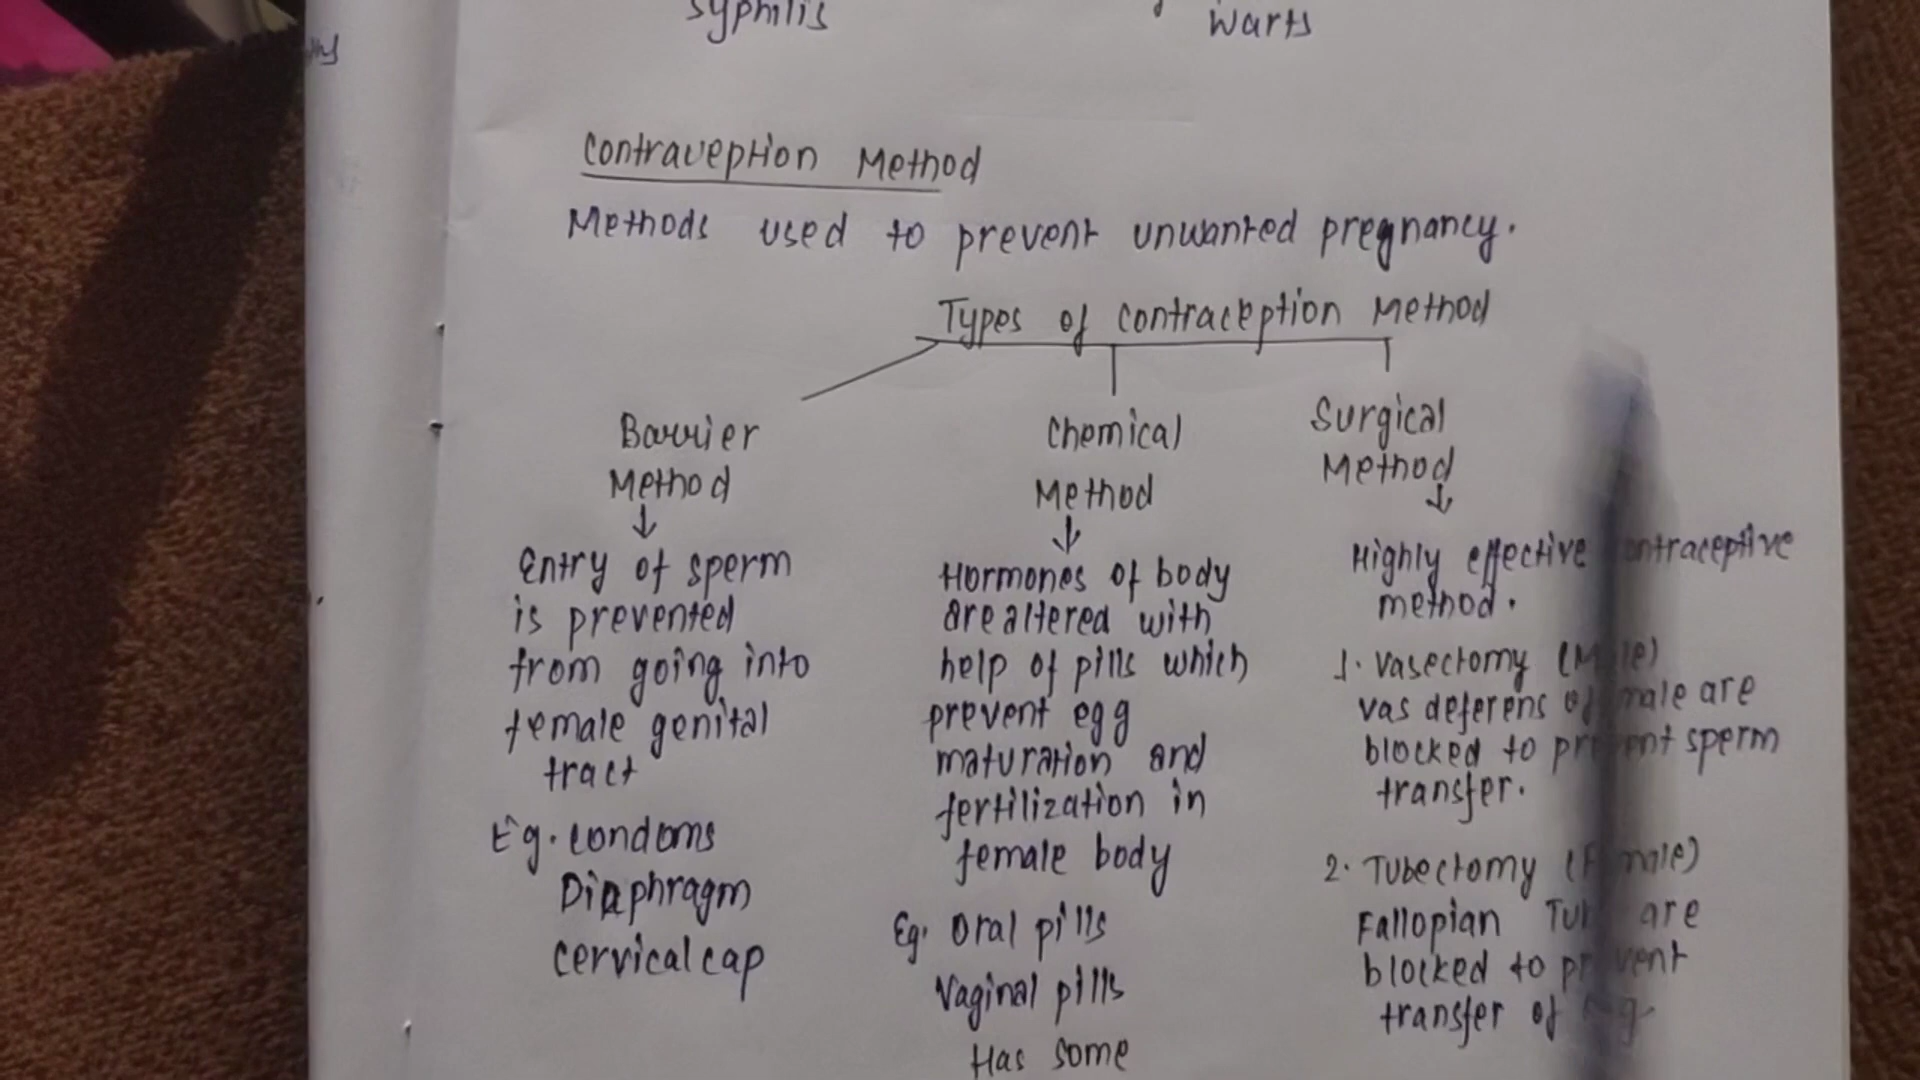 syphilis
warts
Contraveption Method
Methods used to prevent unwanted pregnancy.
Types of contraception Method
Barrier
Method
↓
Entry of sperm
is prevented
from going into
female genital
tract
Eg. condoms
Diaphragm
cervical cap
Chemical
Method
↓
Hormones of body
are altered with
help of pills which
prevent egg
maturation and
fertilization in
female body
Eg. Oral pills
Vaginal pills
Has some
Surgical
Method
↓
Highly effective
method.
1. Vasectomy
vas deferens male are
blocked to sperm
transfer.
2. Tubectomy
Fallopian are
blocked to
transfer of